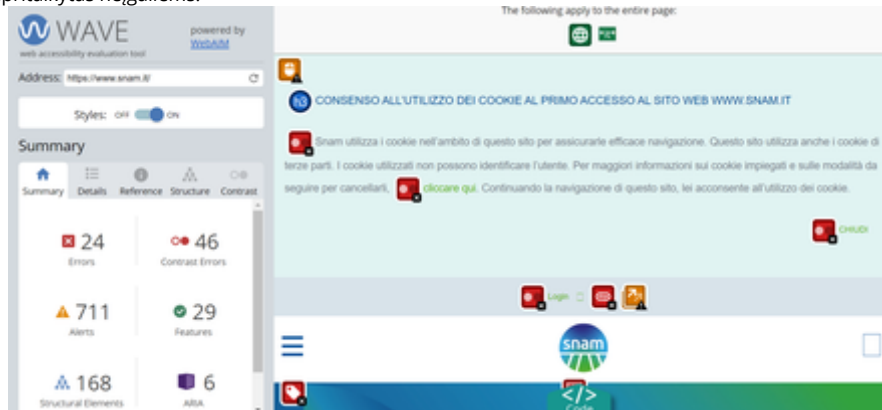 pritaikytas neįgaliems.
The following apply to the entire page:
WAVE
powered by
WebAIM
web accessibility evaluation tool
Address: https://www.snam.it/
Styles: OFF ON
Summary
Summary Details Reference Structure Contrast
24
Errors
46
Contrast Errors
711
Alerts
29
Features
168
Structural Elements
6
ARIA
h3 CONSENSO ALL'UTILIZZO DEI COOKIE AL PRIMO ACCESSO AL SITO WEB WWW.SNAM.IT
Snam utilizza i cookie nell'ambito di questo sito per assicurarle efficace navigazione. Questo sito utilizza anche i cookie di
terze parti. I cookie utilizzati non possono identificare l'utente. Per maggiori informazioni sui cookie impiegati e sulle modalità da
seguire per cancellarli, cliccare qui. Continuando la navigazione di questo sito, lei acconsente all'utilizzo dei cookie.
CHIUDI
Login
snam
</>
Code